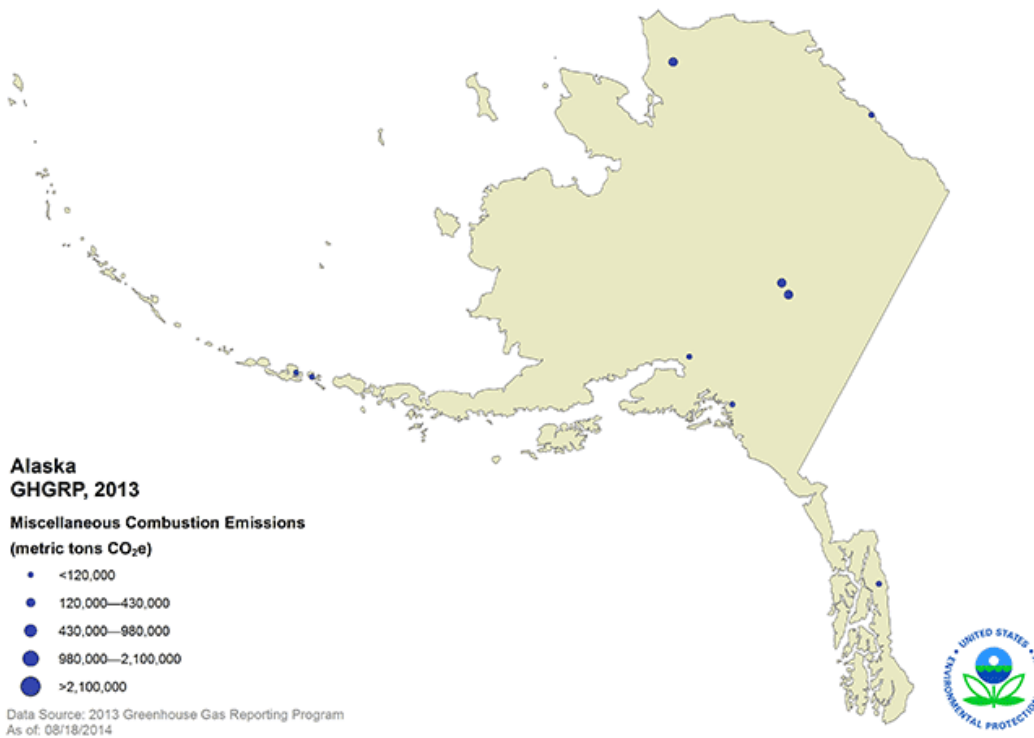 Alaska
GHGRP, 2013
Miscellaneous Combustion Emissions
(metric tons CO₂e)
<120,000
120,000—430,000
430,000—980,000
980,000—2,100,000
>2,100,000
Data Source: 2013 Greenhouse Gas Reporting Program
As of: 08/18/2014
UNITED STATES
ENVIRONMENTAL PROTECTION